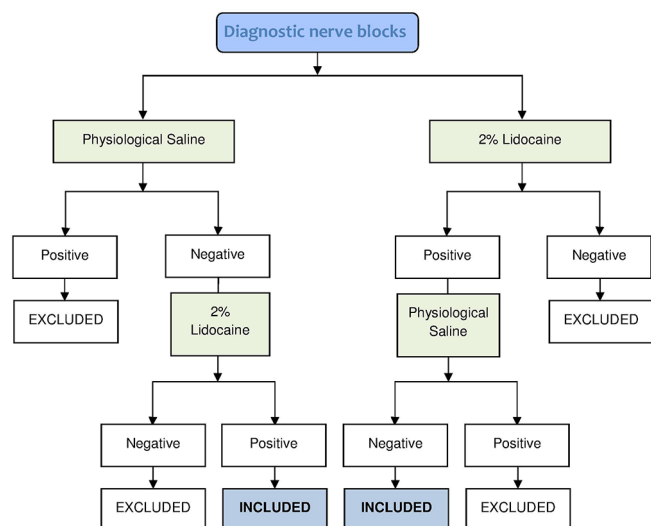 Diagnostic nerve blocks
Physiological Saline
2% Lidocaine
Positive
Negative
Positive
Negative
EXCLUDED
2%
Lidocaine
Physiological
Saline
EXCLUDED
Negative
Positive
Negative
Positive
EXCLUDED
INCLUDED
INCLUDED
EXCLUDED